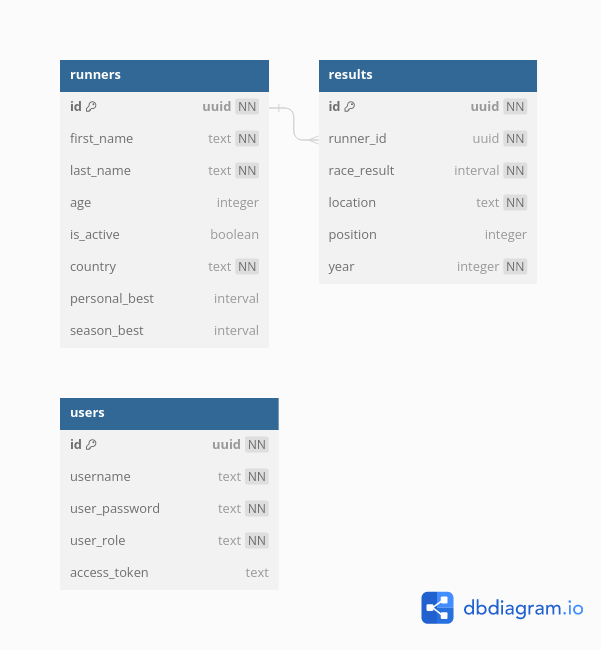 runners
id uuid NN
first_name text NN
last_name text NN
age integer
is_active boolean
country text NN
personal_best interval
season_best interval
results
id uuid NN
runner_id uuid NN
race_result interval NN
location text NN
position integer
year integer NN
users
id uuid NN
username text NN
user_password text NN
user_role text NN
access_token text
dbdiagram.io